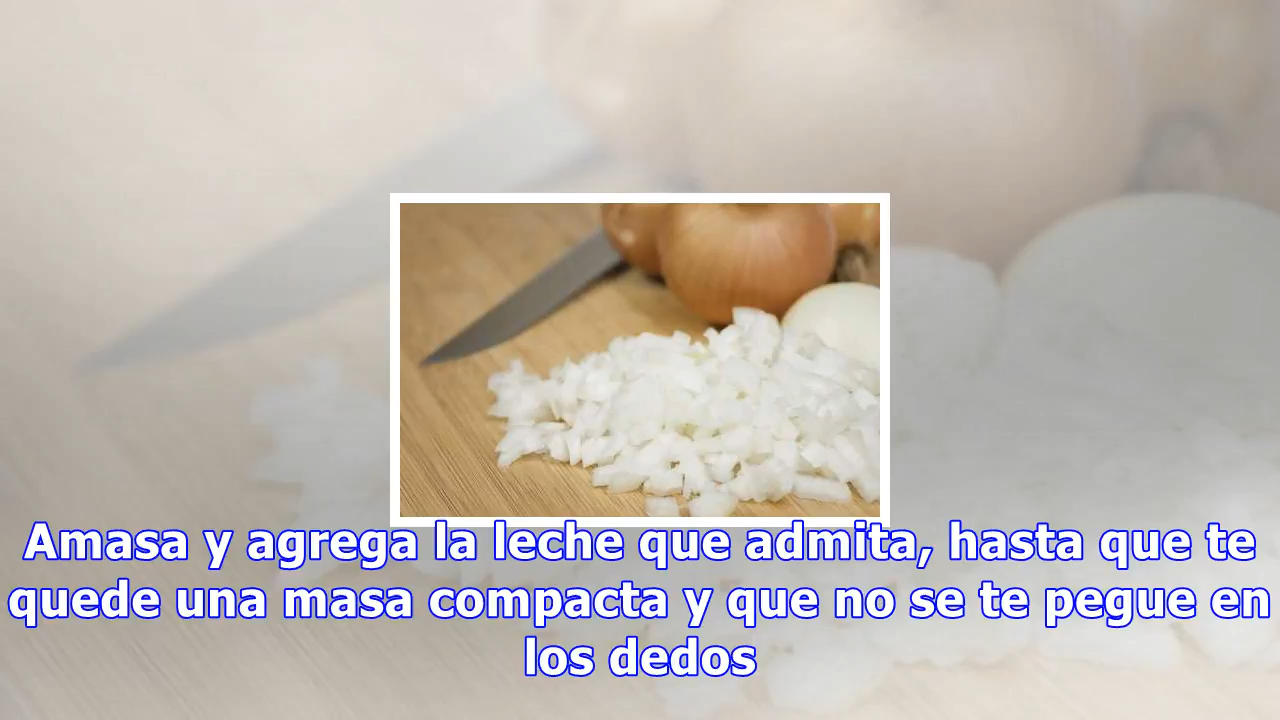 Amasa y agrega la leche que admita, hasta que te
quede una masa compacta y que no se te pegue en
los dedos